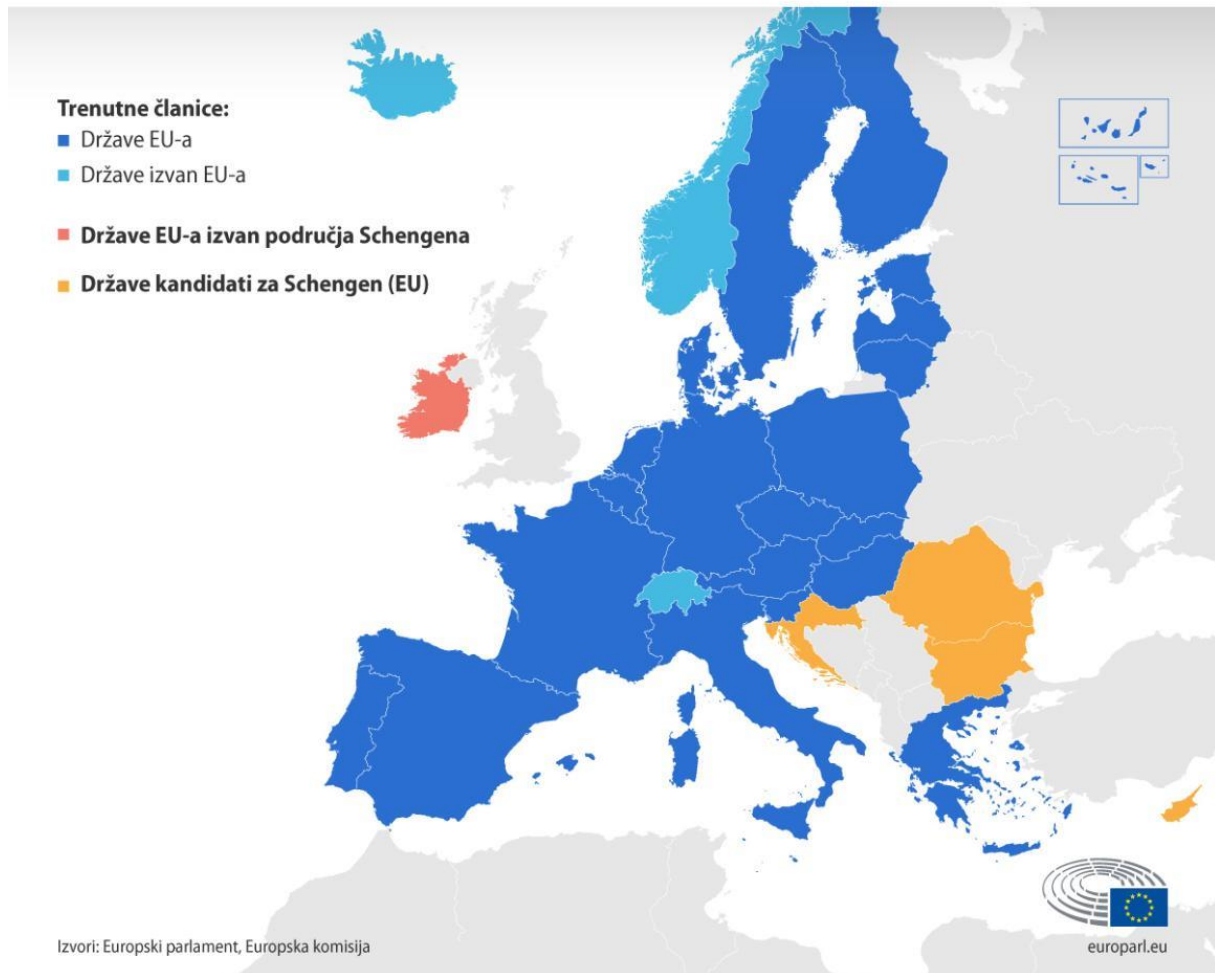 Trenutne članice:
Države EU-a
Države izvan EU-a
Države EU-a izvan područja Schengena
Države kandidati za Schengen (EU)
Izvori: Europski parlament, Europska komisija
europarl.eu